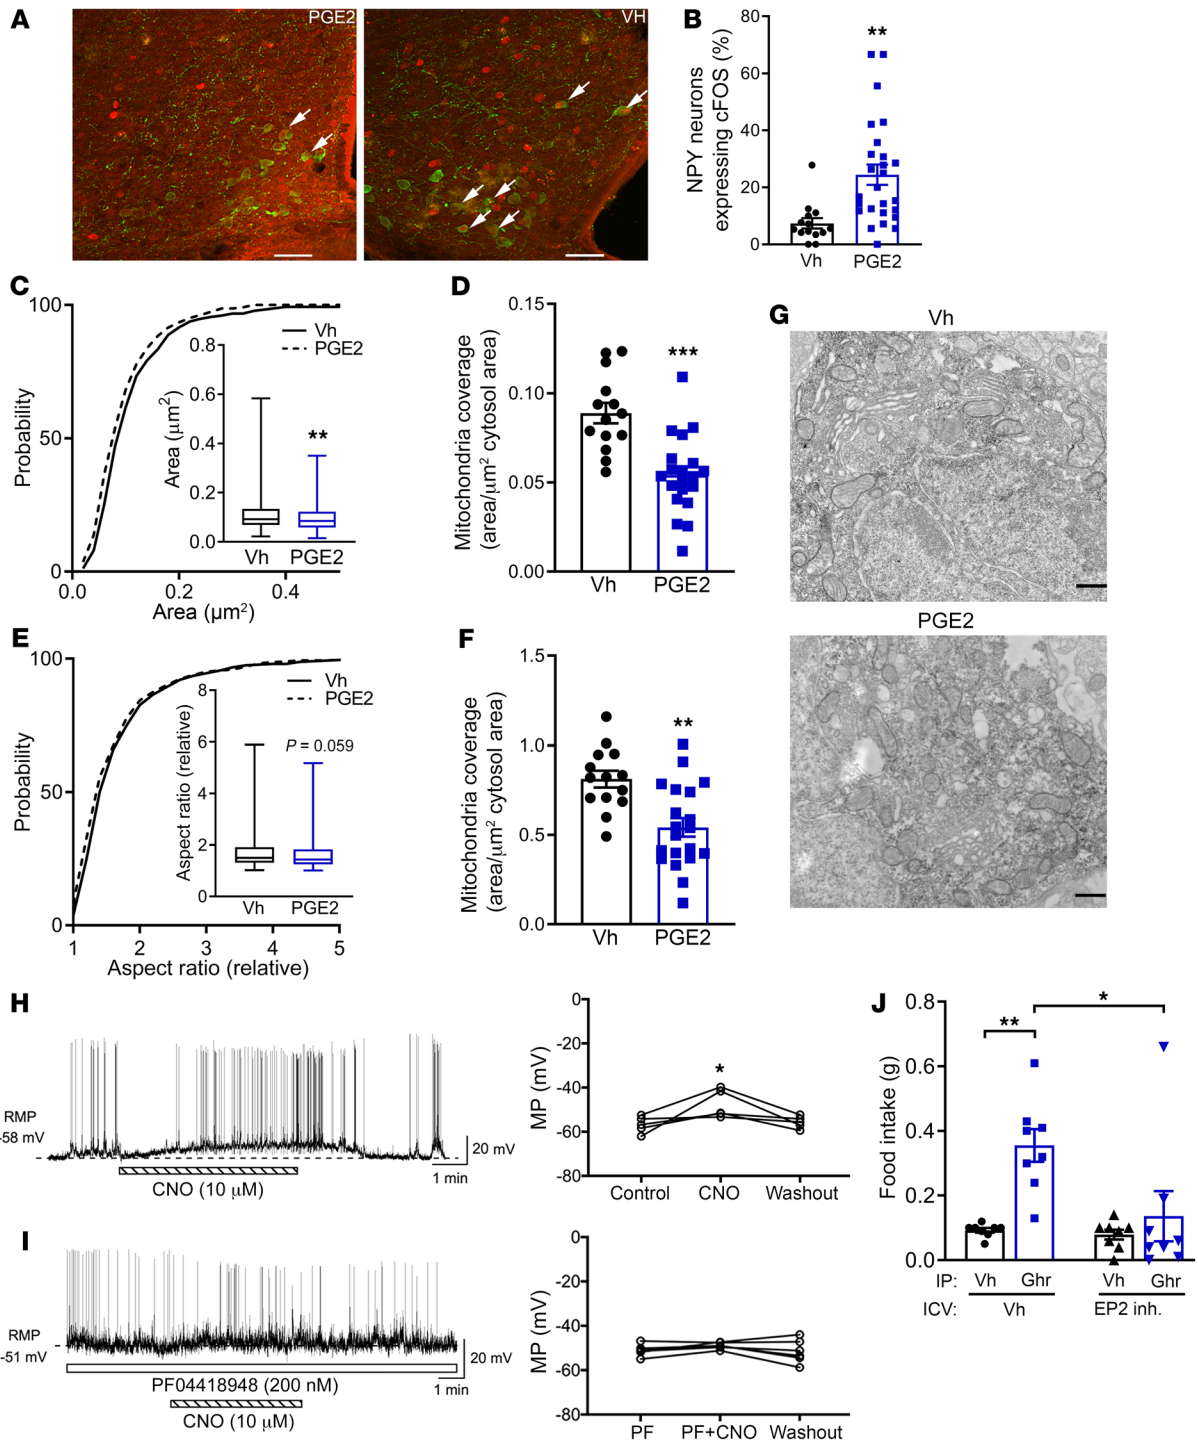 A
PGE2
VH
B
NPY neurons
expressing cFOS (%)
80
60
40
20
0
**
Vh
PGE2
C
Probability
100
50
0
0.0
0.2
0.4
Area (µm2)
Vh
PGE2
Area (µm2)
0.8
0.6
0.4
0.2
0.0
**
Vh
PGE2
D
Mitochondria coverage
(area/µm2 cytosol area)
0.15
0.10
0.05
0.00
***
Vh
PGE2
G
Vh
PGE2
E
Probability
100
50
0
1
2
3
4
5
Aspect ratio (relative)
Vh
PGE2
Aspect ratio (relative)
8
6
4
2
0
P = 0.059
Vh
PGE2
F
Mitochondria coverage
(area/µm2 cytosol area)
1.5
1.0
0.5
0.0
**
Vh
PGE2
H
RMP
-58 mV
CNO (10 µM)
20 mV
1 min
MP (mV)
0
-20
-40
-60
-80
*
Control
CNO
Washout
I
RMP
-51 mV
PF04418948 (200 nM)
CNO (10 µM)
20 mV
1 min
MP (mV)
0
-20
-40
-60
-80
PF
PF+CNO
Washout
J
Food intake (g)
0.8
0.6
0.4
0.2
0.0
**
*
IP: Vh Ghr Vh Ghr
ICV: Vh EP2 inh.